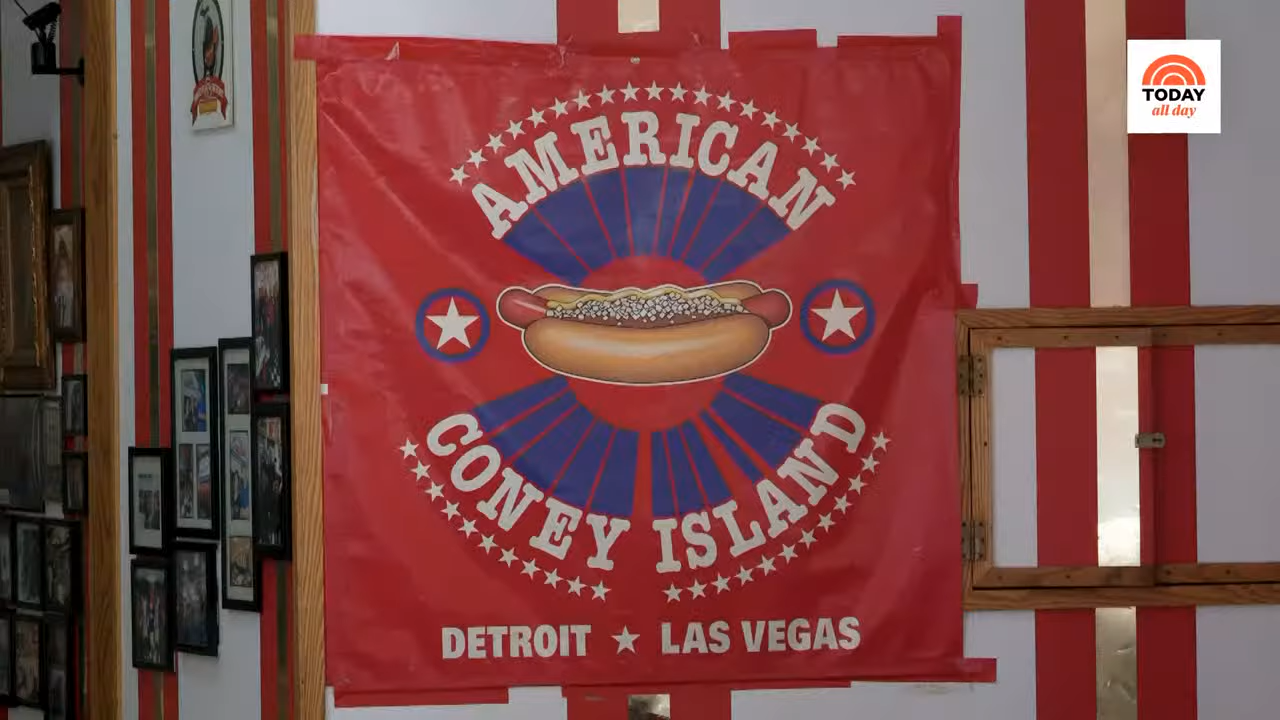 TODAY
all day
AMERICAN
CONEY ISLAND
DETROIT ★ LAS VEGAS